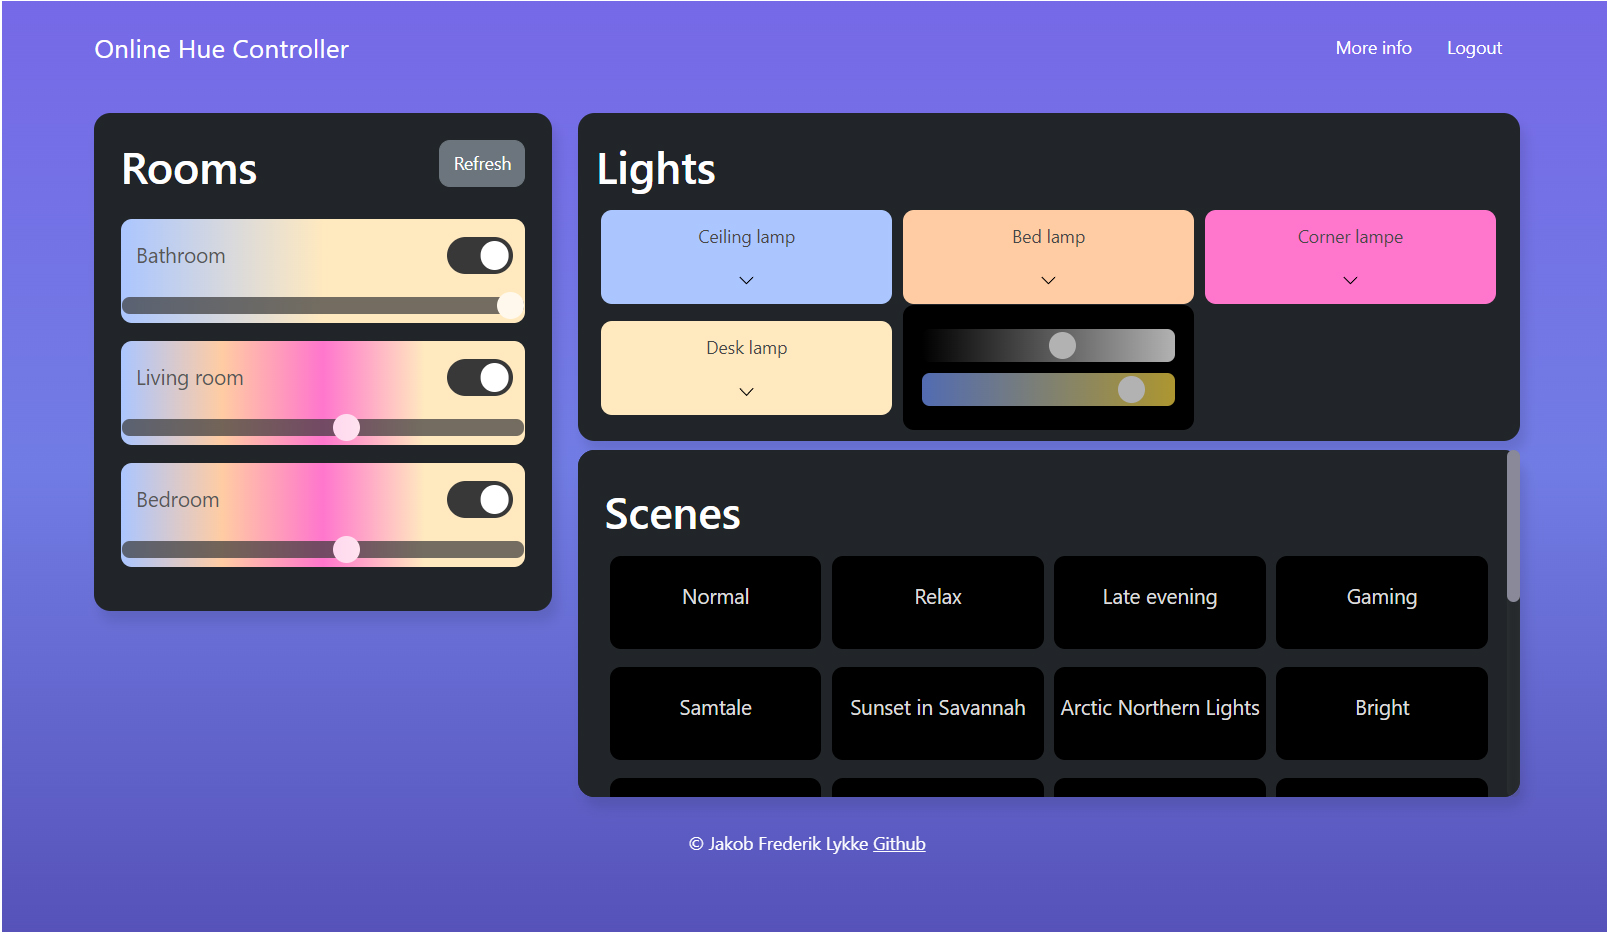 Online Hue Controller
More info
Logout
Rooms
Refresh
Bathroom
Living room
Bedroom
Lights
Ceiling lamp
Bed lamp
Corner lampe
Desk lamp
Scenes
Normal
Relax
Late evening
Gaming
Samtale
Sunset in Savannah
Arctic Northern Lights
Bright
© Jakob Frederik Lykke Github